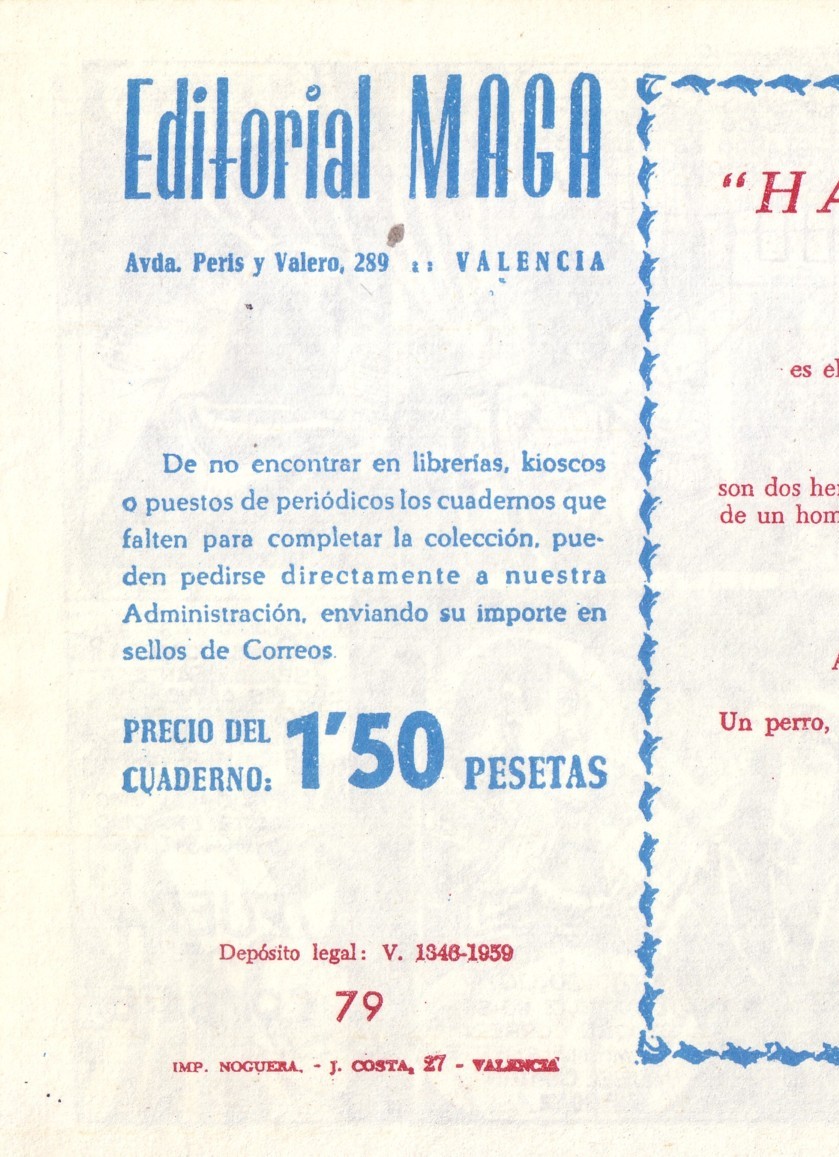 Editorial MAGA
Avda. Peris y Valero, 289 :: VALENCIA
De no encontrar en librerías, kioscos
o puestos de periódicos los cuadernos que
falten para completar la colección, pue-
den pedirse directamente a nuestra
Administración, enviando su importe en
sellos de Correos.
PRECIO DEL
CUADERNO: 1'50 PESETAS
Depósito legal: V. 1346-1959
79
IMP. NOGUERA. - J. COSTA, 27 - VALENCIA
"HA
es el
son dos her
de un hom
A
Un perro,